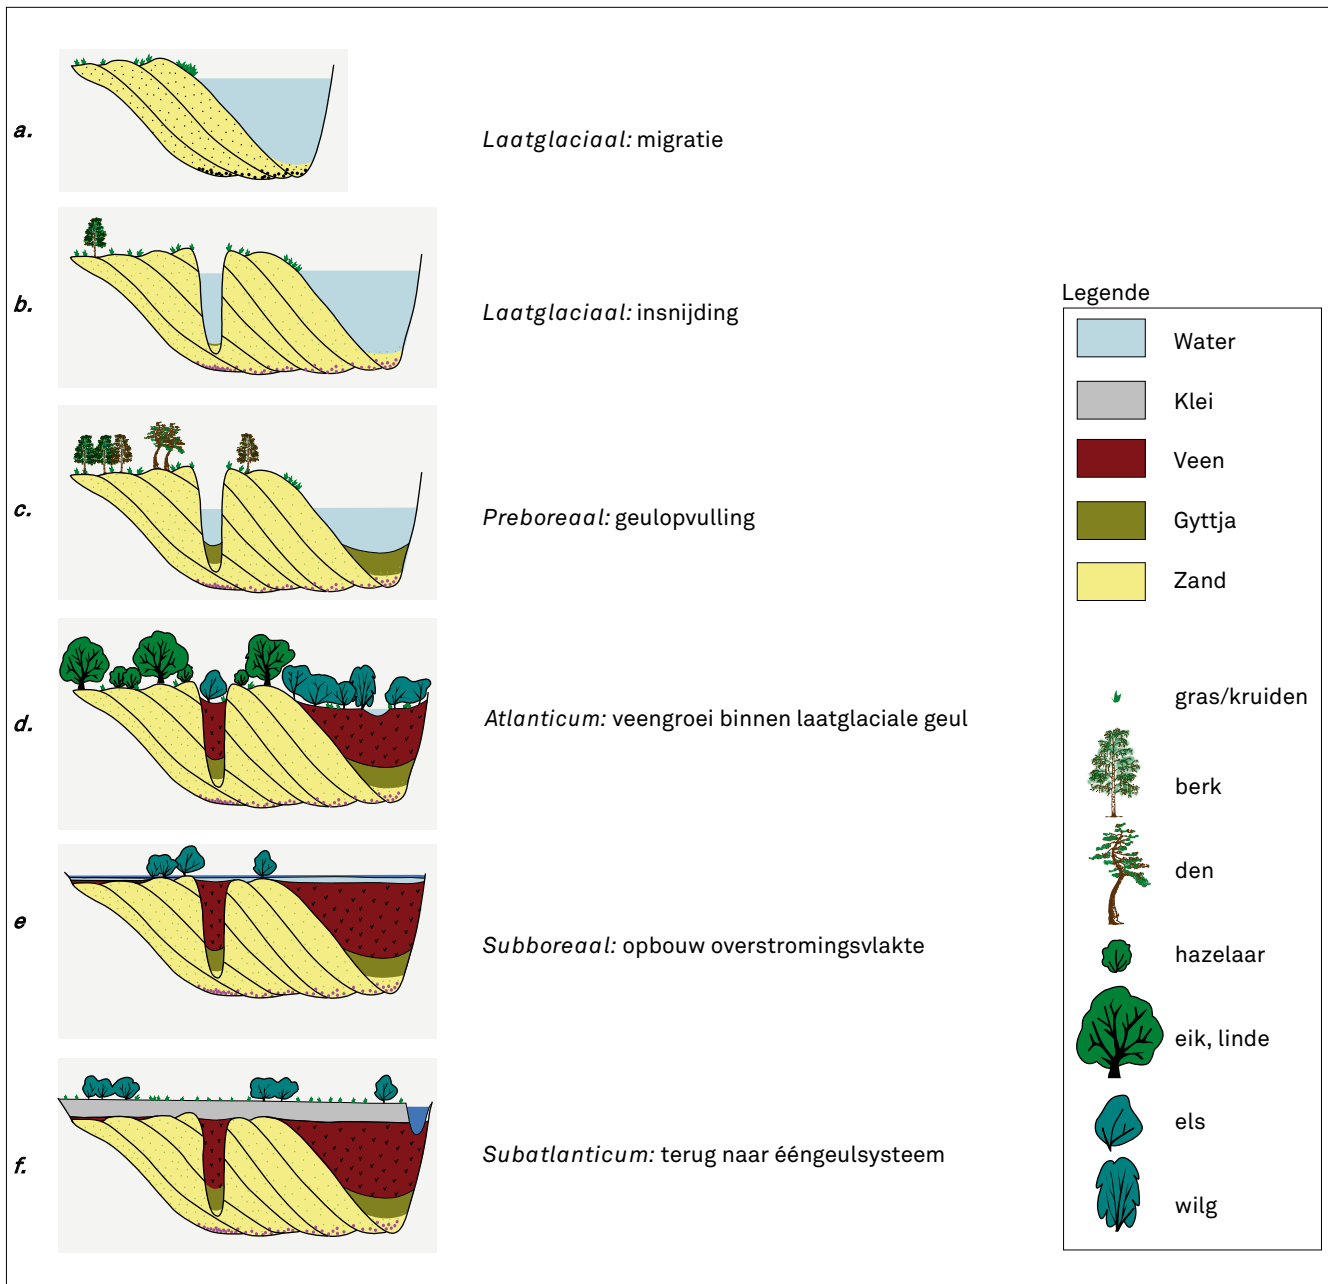 a.
Laatglaciaal: migratie
b.
Laatglaciaal: insnijding
c.
Preboreaal: geulopvulling
d.
Atlanticum: veengroei binnen laatglaciale geul
e
Subboreaal: opbouw overstromingsvlakte
f.
Subatlanticum: terug naar ééngeulsysteem
Legende
Water
Klei
Veen
Gyttja
Zand
gras/kruiden
berk
den
hazelaar
eik, linde
els
wilg